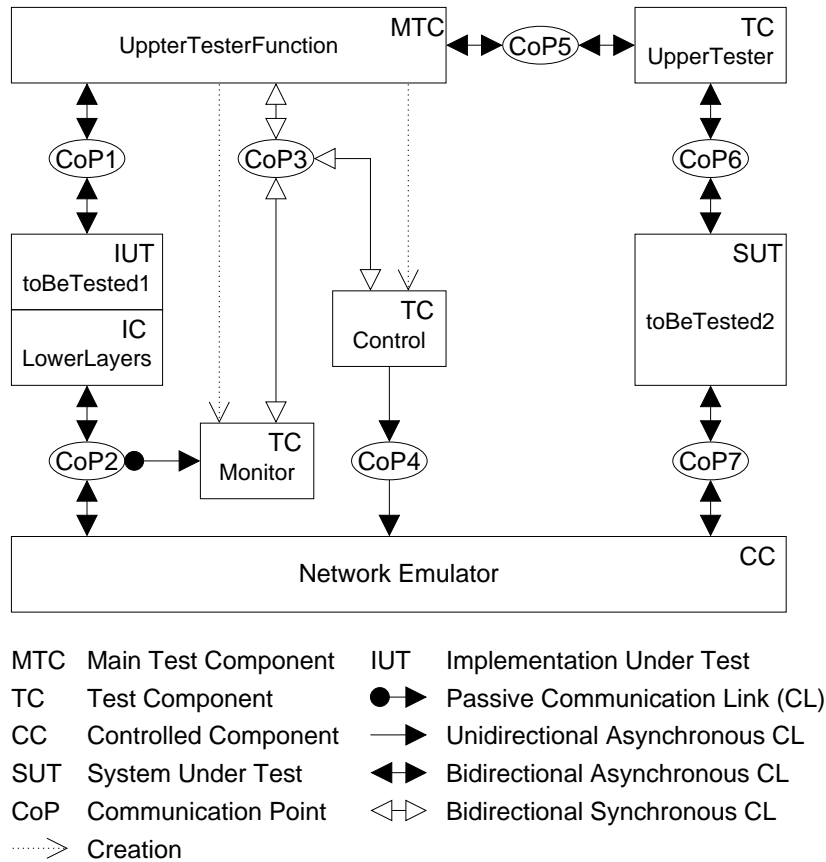 MTC
UppterTesterFunction
CoP5
TC
UpperTester
CoP1
CoP3
CoP6
IUT
toBeTested1
IC
LowerLayers
TC
Control
SUT
toBeTested2
CoP2
TC
Monitor
CoP4
CoP7
CC
Network Emulator
MTC Main Test Component IUT Implementation Under Test
TC Test Component Passive Communication Link (CL)
CC Controlled Component Unidirectional Asynchronous CL
SUT System Under Test Bidirectional Asynchronous CL
CoP Communication Point Bidirectional Synchronous CL
Creation